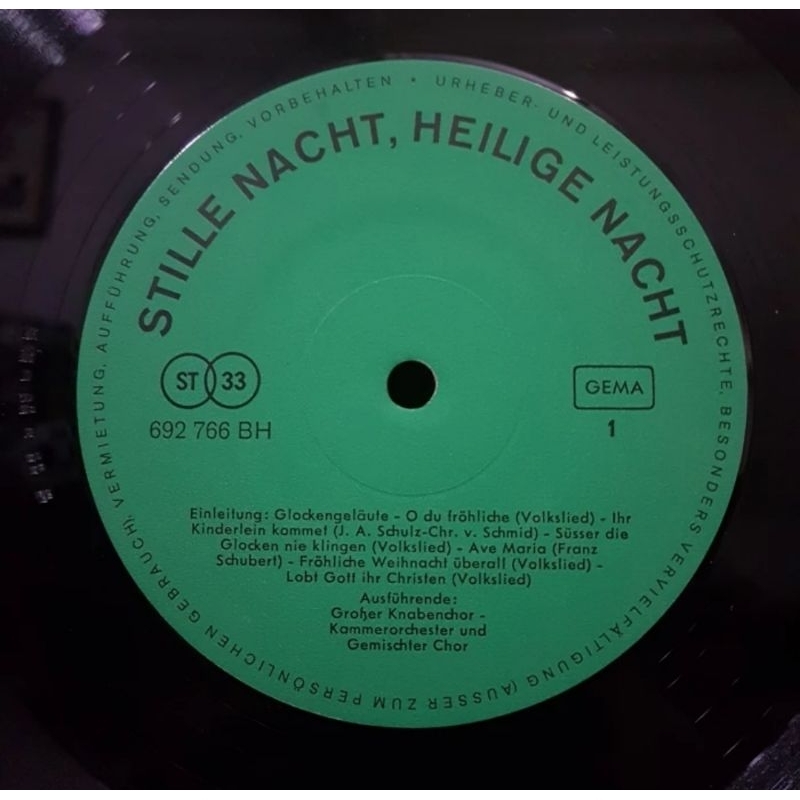 URHEBER- UND LEISTUNGSSCHUTZRECHTE, BESONDERS VERVIELFÄLTIGUNG (AUSSER ZUM PERSÖNLICHEN GEBRAUCH), VERMIETUNG, AUFFÜHRUNG, SENDUNG, VORBEHALTEN •
STILLE NACHT, HEILIGE NACHT
ST 33
GEMA
692 766 BH
1
Einleitung: Glockengeläute - O du fröhliche (Volkslied) - Ihr
Kinderlein kommet (J. A. Schulz-Chr. v. Schmid) - Süsser die
Glocken nie klingen (Volkslied) - Ave Maria (Franz
Schubert) - Fröhliche Weihnacht überall (Volkslied) -
Lobt Gott ihr Christen (Volkslied)
Ausführende:
Großer Knabenchor -
Kammerorchester und
Gemischter Chor